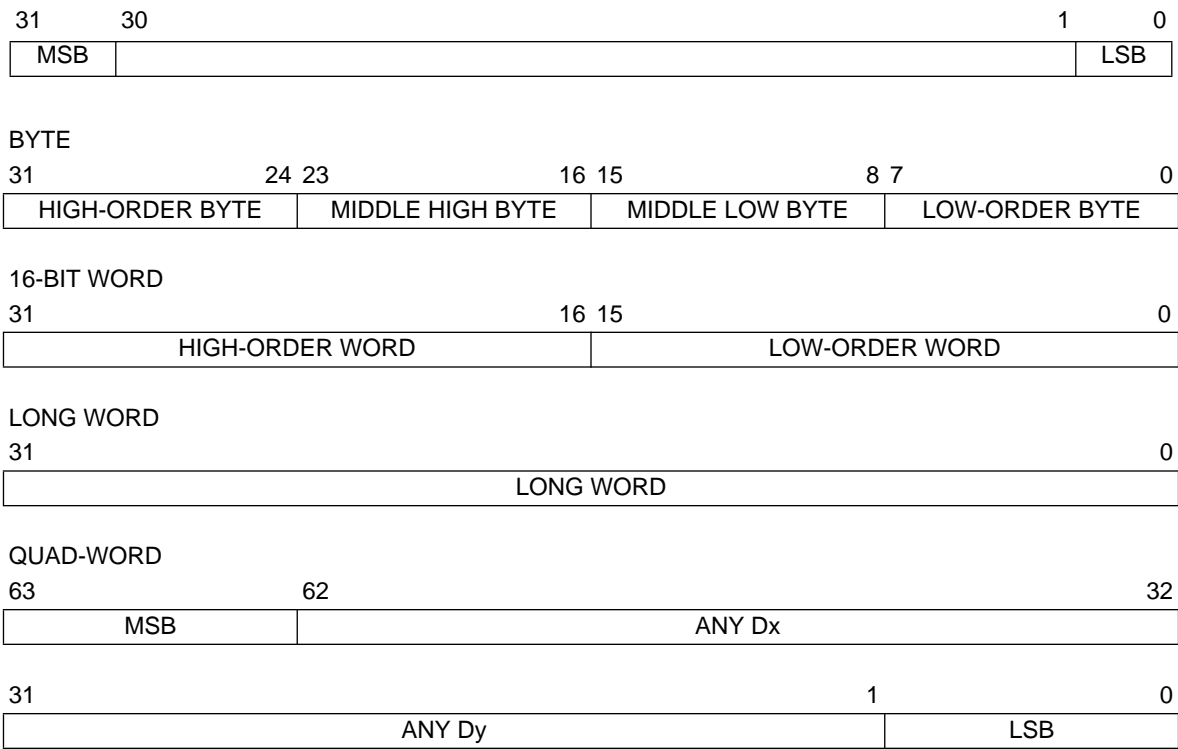 31 30 1 0
MSB LSB
BYTE
31 24 23 16 15 8 7 0
HIGH-ORDER BYTE MIDDLE HIGH BYTE MIDDLE LOW BYTE LOW-ORDER BYTE
16-BIT WORD
31 16 15 0
HIGH-ORDER WORD LOW-ORDER WORD
LONG WORD
31 0
LONG WORD
QUAD-WORD
63 62 32
MSB ANY Dx
31 1 0
ANY Dy LSB